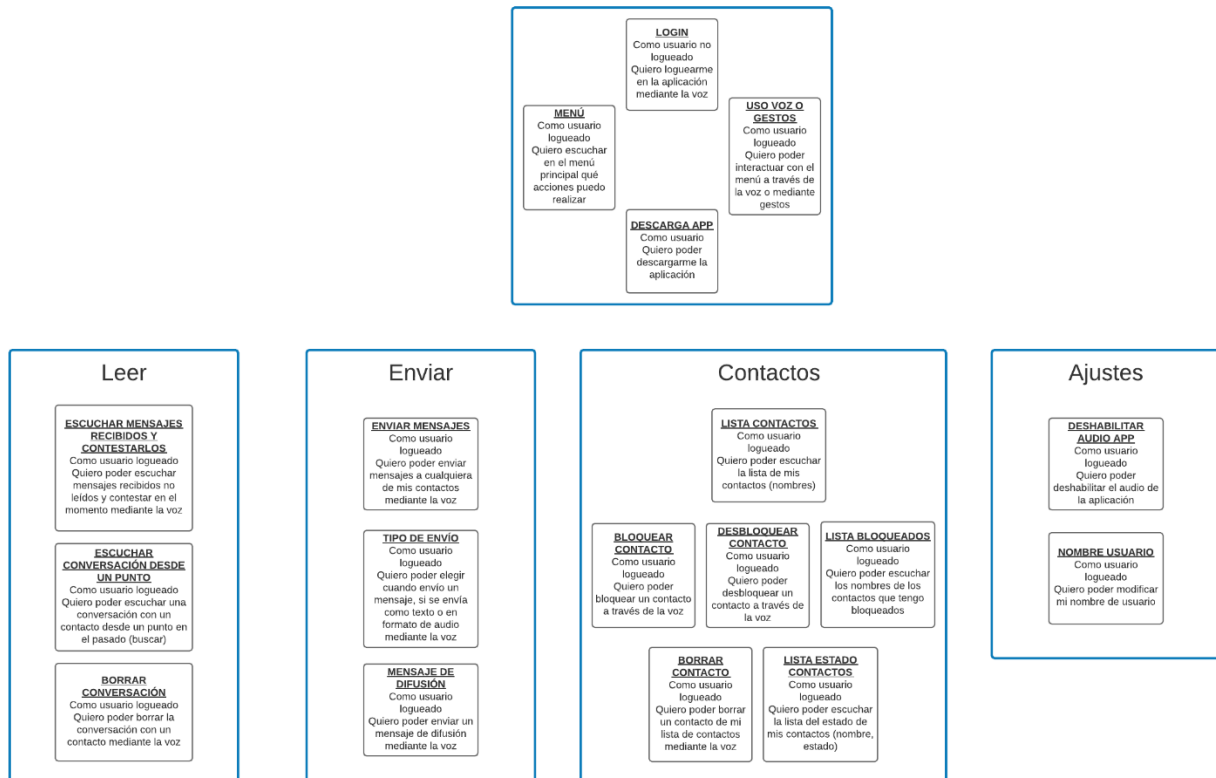 LOGIN
Como usuario no
logueado
Quiero loguearme
en la aplicación
mediante la voz
MENÚ
Como usuario
logueado
Quiero escuchar
en el menú
principal qué
acciones puedo
realizar
USO VOZ O
GESTOS
Como usuario
logueado
Quiero poder
interactuar con el
menú a través de
la voz o mediante
gestos
DESCARGA APP
Como usuario
Quiero poder
descargarme la
aplicación
Leer
ESCUCHAR MENSAJES
RECIBIDOS Y
CONTESTARLOS
Como usuario logueado
Quiero poder escuchar
mensajes recibidos no
leídos y contestar en el
momento mediante la voz
ESCUCHAR
CONVERSACIÓN DESDE
UN PUNTO
Como usuario logueado
Quiero poder escuchar una
conversación con un
contacto desde un punto en
el pasado (buscar)
BORRAR
CONVERSACIÓN
Como usuario logueado
Quiero poder borrar la
conversación con un
contacto mediante la voz
Enviar
ENVIAR MENSAJES
Como usuario
logueado
Quiero poder enviar
mensajes a cualquiera
de mis contactos
mediante la voz
TIPO DE ENVÍO
Como usuario
logueado
Quiero poder elegir
cuando envío un
mensaje, si se envía
como texto o en
formato de audio
mediante la voz
MENSAJE DE
DIFUSIÓN
Como usuario
logueado
Quiero poder enviar un
mensaje de difusión
mediante la voz
Contactos
LISTA CONTACTOS
Como usuario
logueado
Quiero poder escuchar
la lista de mis
contactos (nombres)
BLOQUEAR
CONTACTO
Como usuario
logueado
Quiero poder
bloquear un contacto
a través de la voz
DESBLOQUEAR
CONTACTO
Como usuario
logueado
Quiero poder
desbloquear un
contacto a través de
la voz
LISTA BLOQUEADOS
Como usuario
logueado
Quiero poder escuchar
los nombres de los
contactos que tengo
bloqueados
BORRAR
CONTACTO
Como usuario
logueado
Quiero poder borrar
un contacto de mi
lista de contactos
mediante la voz
LISTA ESTADO
CONTACTOS
Como usuario
logueado
Quiero poder escuchar
la lista del estado de
mis contactos (nombre,
estado)
Ajustes
DESHABILITAR
AUDIO APP
Como usuario
logueado
Quiero poder
deshabilitar el audio de
la aplicación
NOMBRE USUARIO
Como usuario
logueado
Quiero poder modificar
mi nombre de usuario